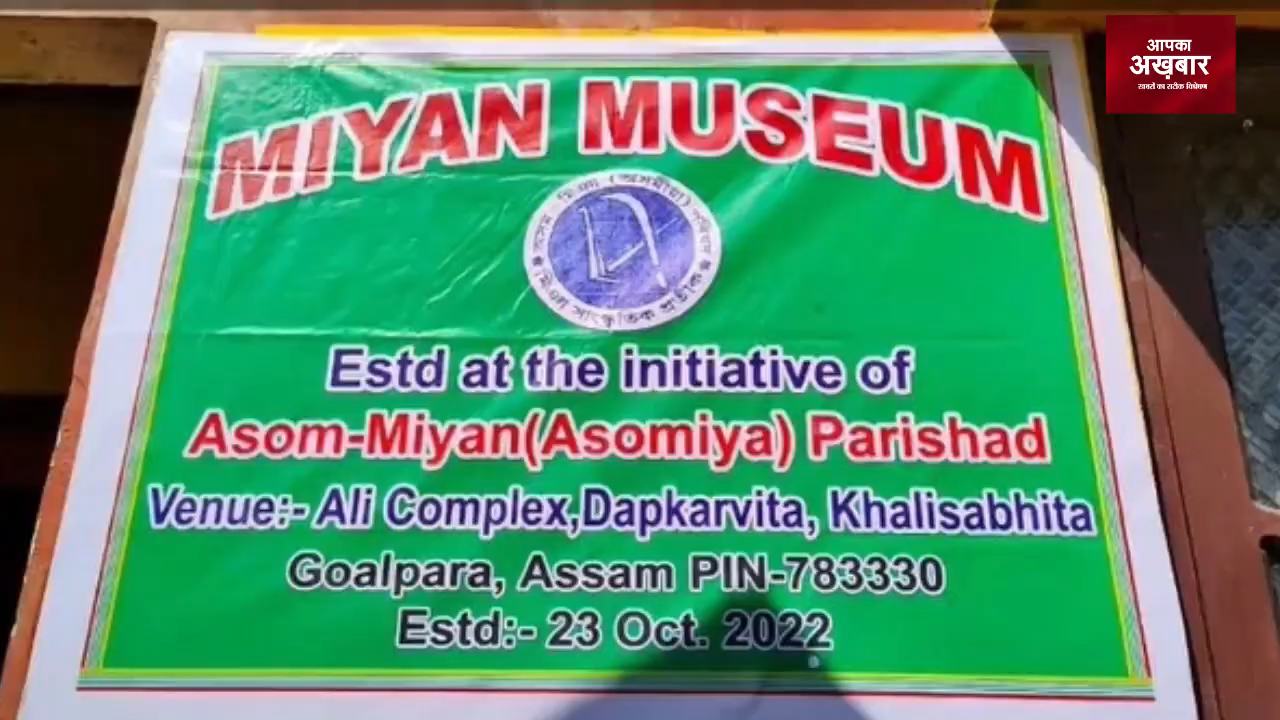 आपका
अख़बार
MIYAN MUSEUM
Estd at the initiative of
Asom-Miyan(Asomiya) Parishad
Venue:- Ali Complex,Dapkarvita, Khalisabhita
Goalpara, Assam PIN-783330
Estd:- 23 Oct. 2022